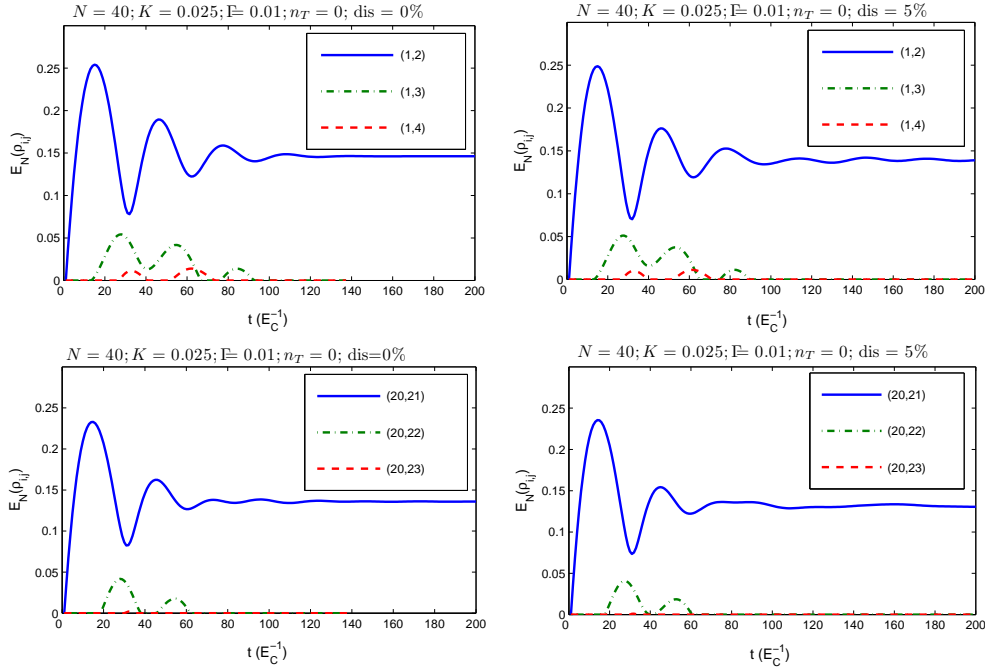 N = 40; K = 0.025; Γ= 0.01; n_T = 0; dis = 0%
E_N(ρ_i,j)
0.25
0.2
0.15
0.1
0.05
0
0 20 40 60 80 100 120 140 160 180 200
t (E_C^-1)
(1,2)
(1,3)
(1,4)
N = 40; K = 0.025; Γ= 0.01; n_T = 0; dis = 5%
E_N(ρ_i,j)
0.25
0.2
0.15
0.1
0.05
0
0 20 40 60 80 100 120 140 160 180 200
t (E_C^-1)
(1,2)
(1,3)
(1,4)
N = 40; K = 0.025; Γ= 0.01; n_T = 0; dis=0%
E_N(ρ_i,j)
0.25
0.2
0.15
0.1
0.05
0
0 20 40 60 80 100 120 140 160 180 200
t (E_C^-1)
(20,21)
(20,22)
(20,23)
N = 40; K = 0.025; Γ= 0.01; n_T = 0; dis = 5%
E_N(ρ_i,j)
0.25
0.2
0.15
0.1
0.05
0
0 20 40 60 80 100 120 140 160 180 200
t (E_C^-1)
(20,21)
(20,22)
(20,23)